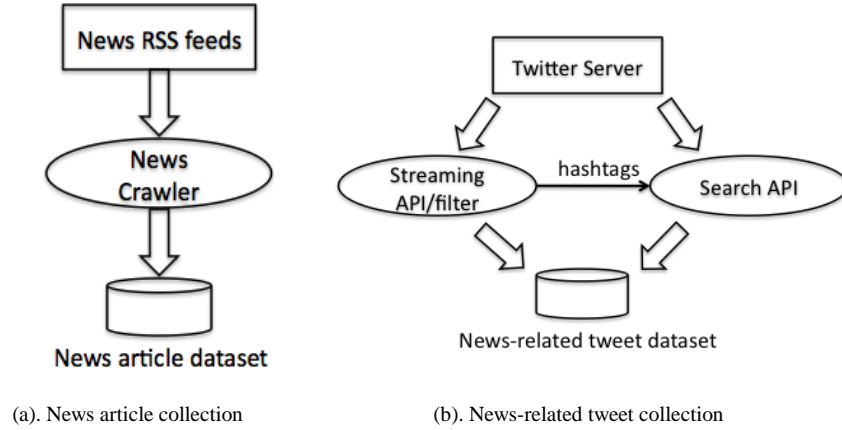 News RSS feeds
News
Crawler
News article dataset
(a). News article collection
Twitter Server
Streaming
API/filter
hashtags
Search API
News-related tweet dataset
(b). News-related tweet collection